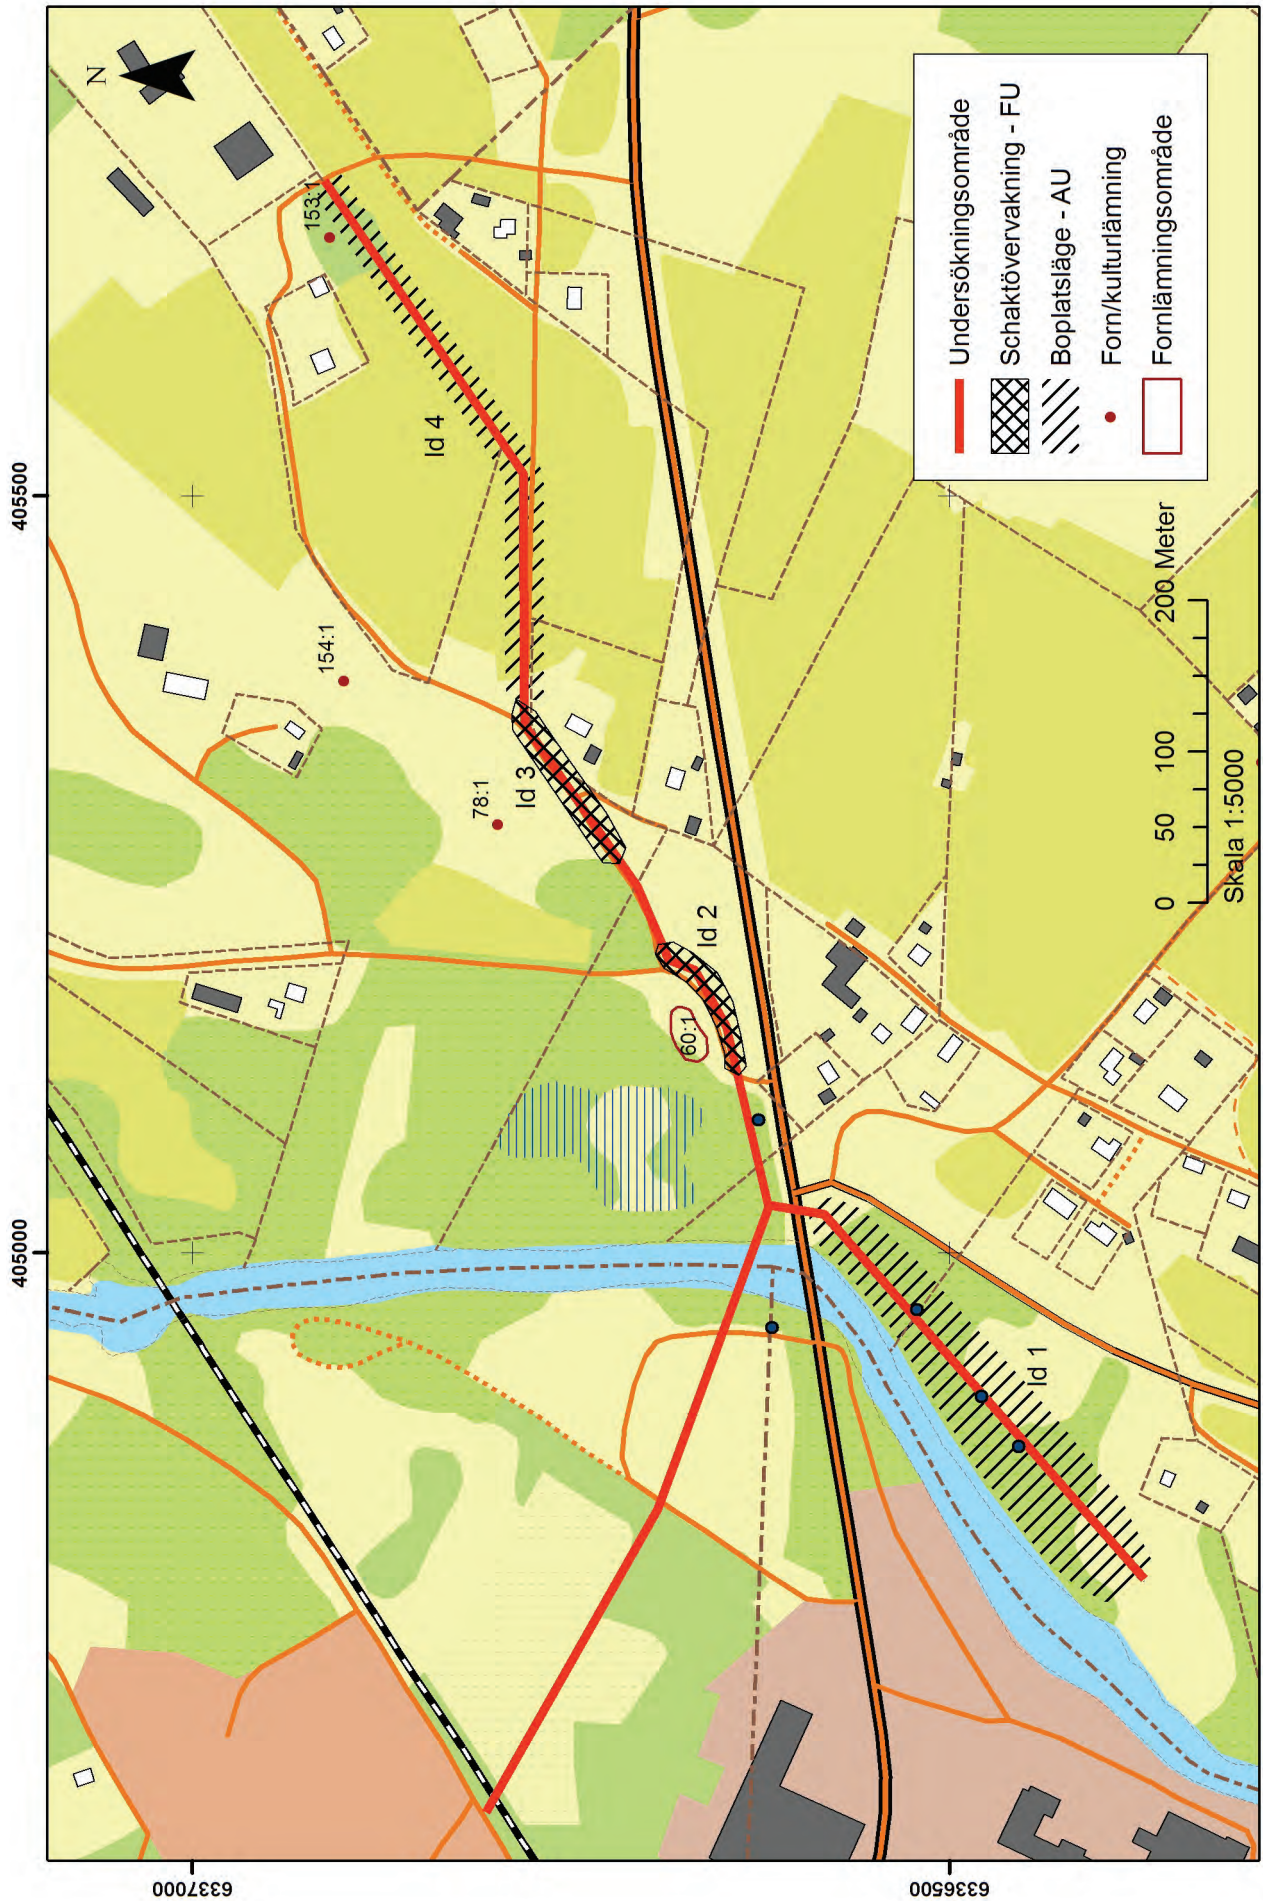 N
405500
405000
6337000
6336500
153:1
Id 4
154:1
78:1
Id 3
Id 2
60:1
Id 1
Undersökningsområde
Schaktövervakning - FU
Boplatsläge - AU
Forn/kulturlämning
Fornlämningsområde
0 50 100 200 Meter
Skala 1:5000